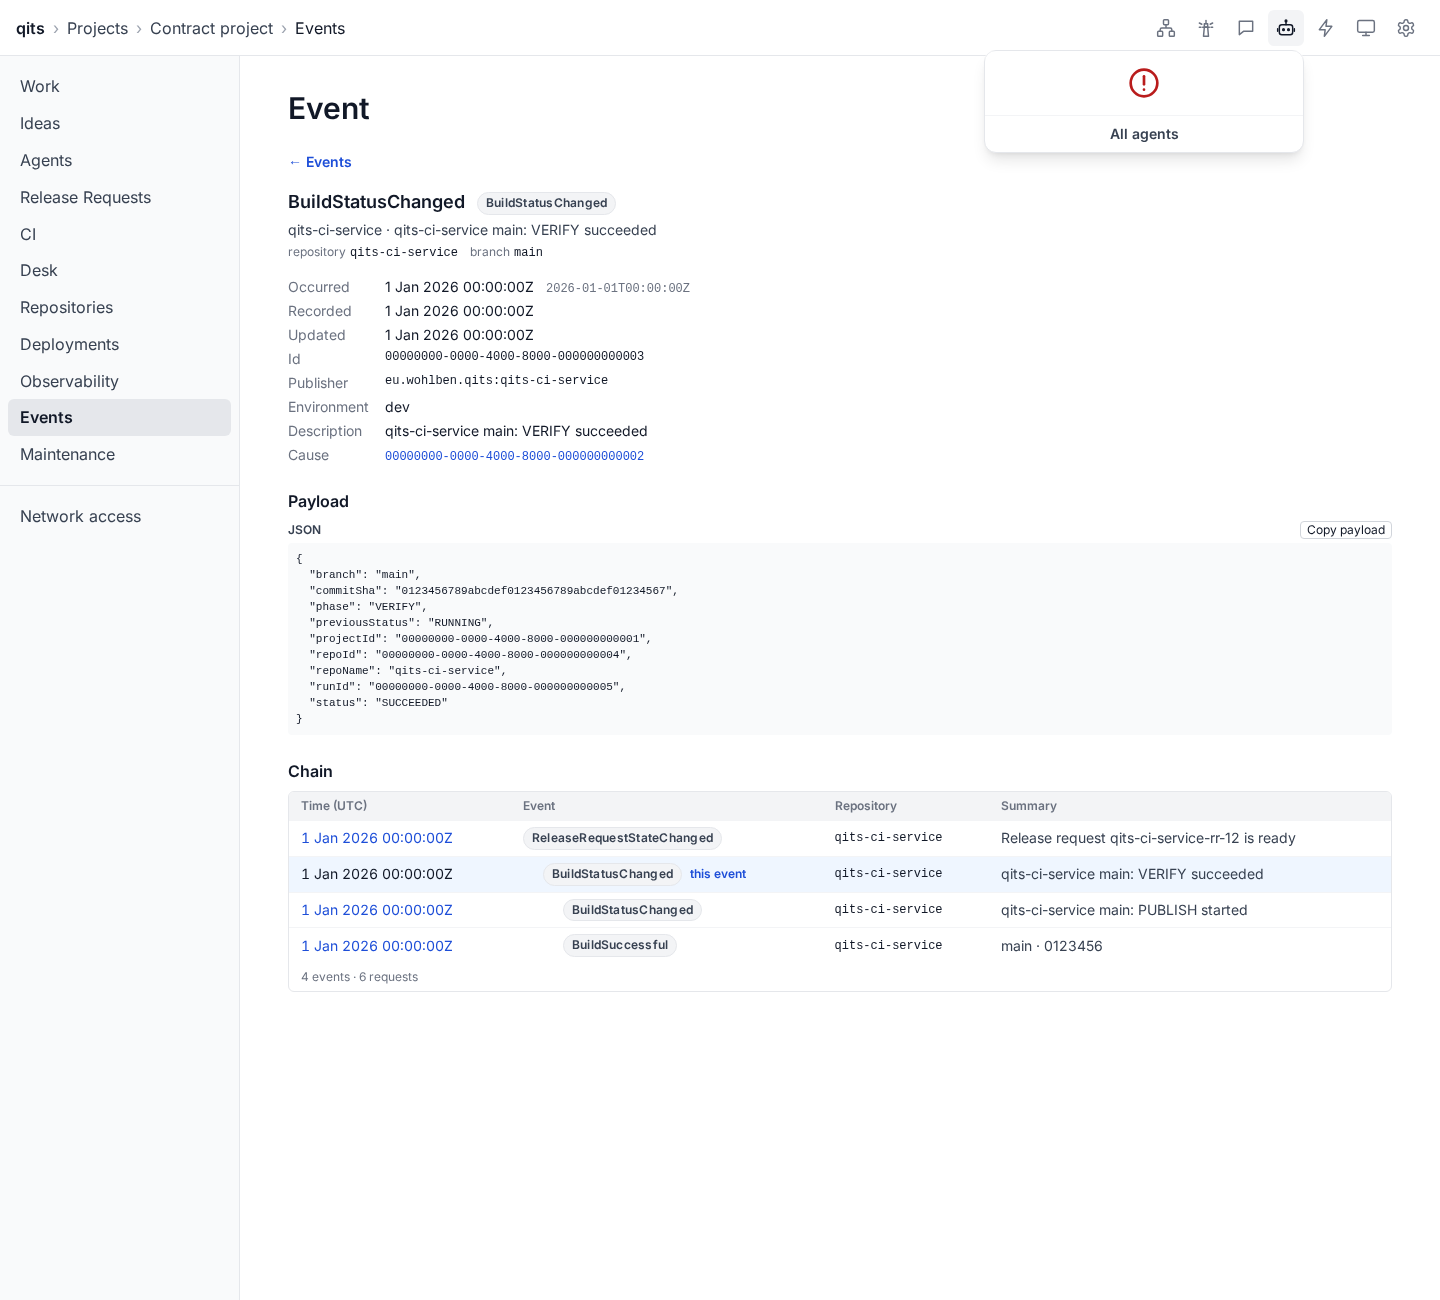 qits › Projects › Contract project › Events
All agents
Work
Ideas
Agents
Release Requests
CI
Desk
Repositories
Deployments
Observability
Events
Maintenance
Network access
Event
← Events
BuildStatusChanged BuildStatusChanged
qits-ci-service · qits-ci-service main: VERIFY succeeded
repository qits-ci-service branch main
Occurred 1 Jan 2026 00:00:00Z 2026-01-01T00:00:00Z
Recorded 1 Jan 2026 00:00:00Z
Updated 1 Jan 2026 00:00:00Z
Id 00000000-0000-4000-8000-000000000003
Publisher eu.wohlben.qits:qits-ci-service
Environment dev
Description qits-ci-service main: VERIFY succeeded
Cause 00000000-0000-4000-8000-000000000002
Payload
JSON Copy payload
{
"branch": "main",
"commitSha": "0123456789abcdef0123456789abcdef01234567",
"phase": "VERIFY",
"previousStatus": "RUNNING",
"projectId": "00000000-0000-4000-8000-000000000001",
"repoId": "00000000-0000-4000-8000-000000000004",
"repoName": "qits-ci-service",
"runId": "00000000-0000-4000-8000-000000000005",
"status": "SUCCEEDED"
}
Chain
Time (UTC) Event Repository Summary
1 Jan 2026 00:00:00Z ReleaseRequestStateChanged qits-ci-service Release request qits-ci-service-rr-12 is ready
1 Jan 2026 00:00:00Z BuildStatusChanged this event qits-ci-service qits-ci-service main: VERIFY succeeded
1 Jan 2026 00:00:00Z BuildStatusChanged qits-ci-service qits-ci-service main: PUBLISH started
1 Jan 2026 00:00:00Z BuildSuccessful qits-ci-service main · 0123456
4 events · 6 requests